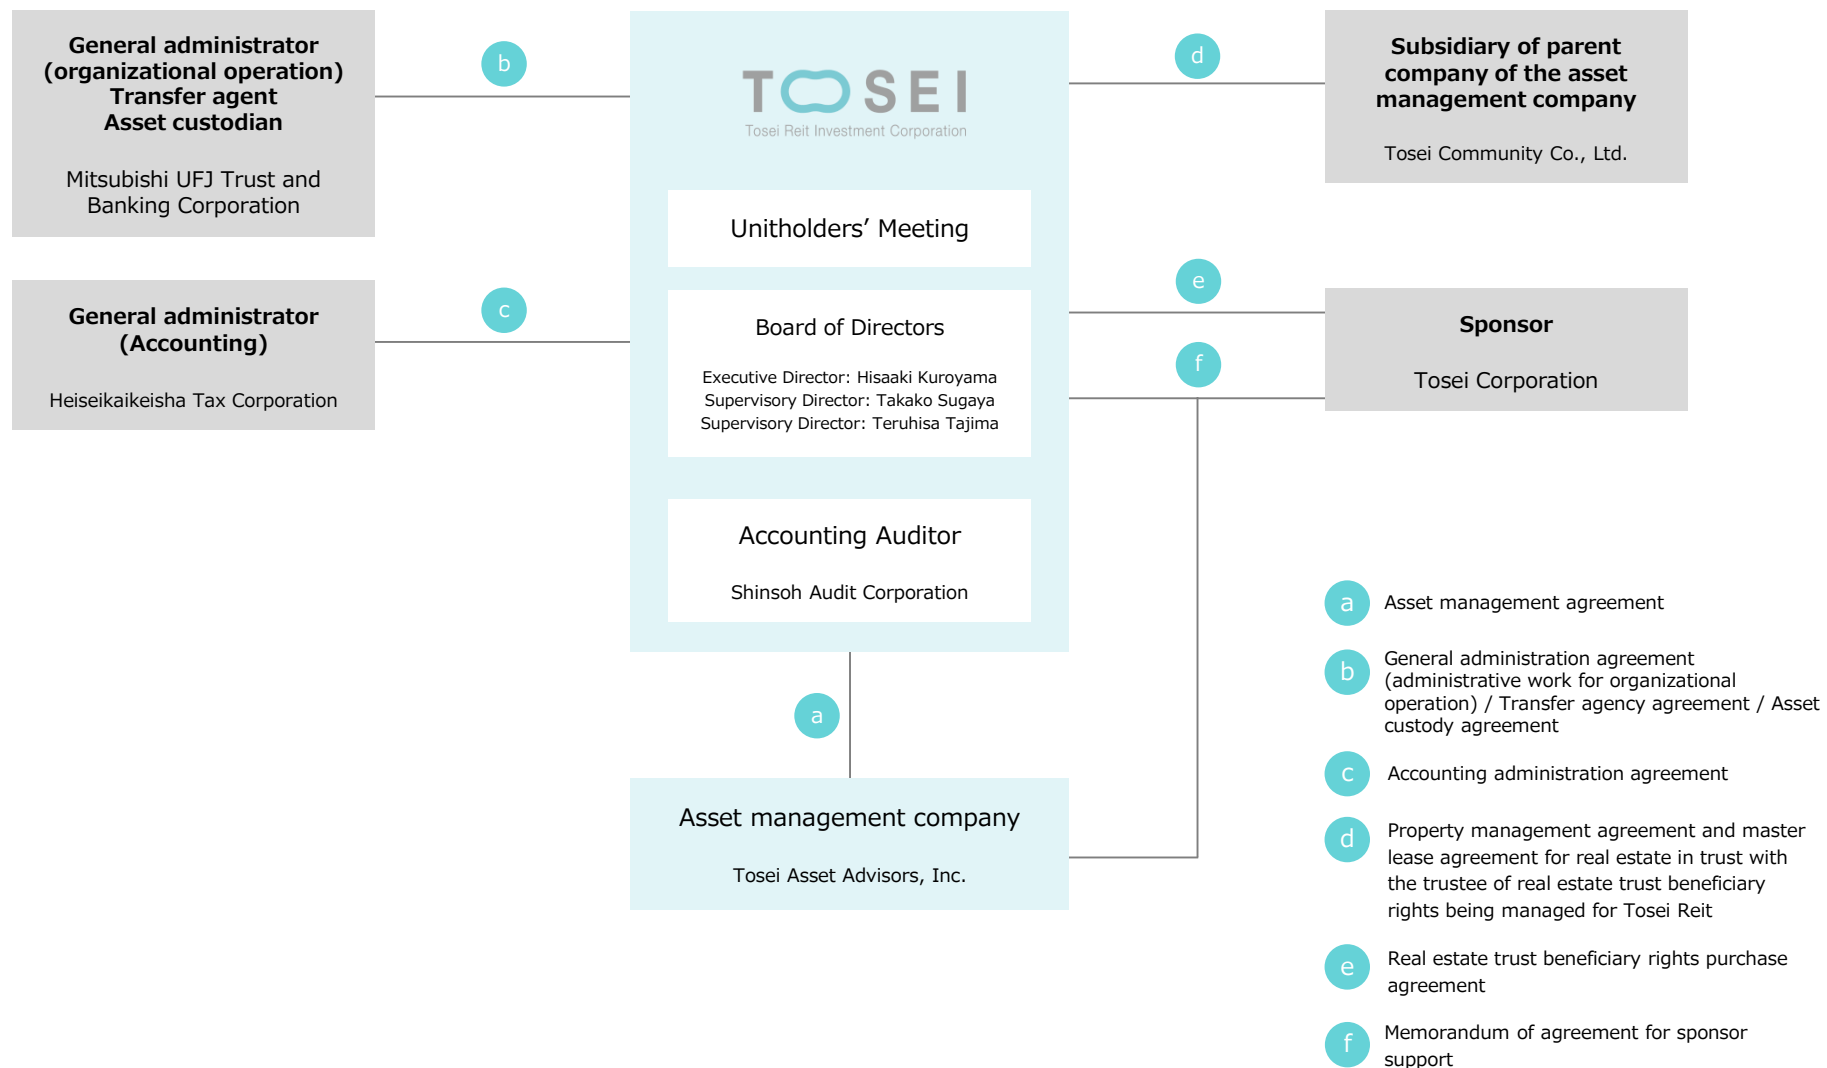 General administrator
(organizational operation)
Transfer agent
Asset custodian
Mitsubishi UFJ Trust and
Banking Corporation
b
General administrator
(Accounting)
Heiseikaikeisha Tax Corporation
c
TOSEI
Tosei Reit Investment Corporation
Unitholders’ Meeting
Board of Directors
Executive Director: Hisaaki Kuroyama
Supervisory Director: Takako Sugaya
Supervisory Director: Teruhisa Tajima
Accounting Auditor
Shinsoh Audit Corporation
a
Asset management company
Tosei Asset Advisors, Inc.
d
Subsidiary of parent
company of the asset
management company
Tosei Community Co., Ltd.
e
f
Sponsor
Tosei Corporation
a
Asset management agreement
b
General administration agreement
(administrative work for organizational
operation) / Transfer agency agreement / Asset
custody agreement
c
Accounting administration agreement
d
Property management agreement and master
lease agreement for real estate in trust with
the trustee of real estate trust beneficiary
rights being managed for Tosei Reit
e
Real estate trust beneficiary rights purchase
agreement
f
Memorandum of agreement for sponsor
support